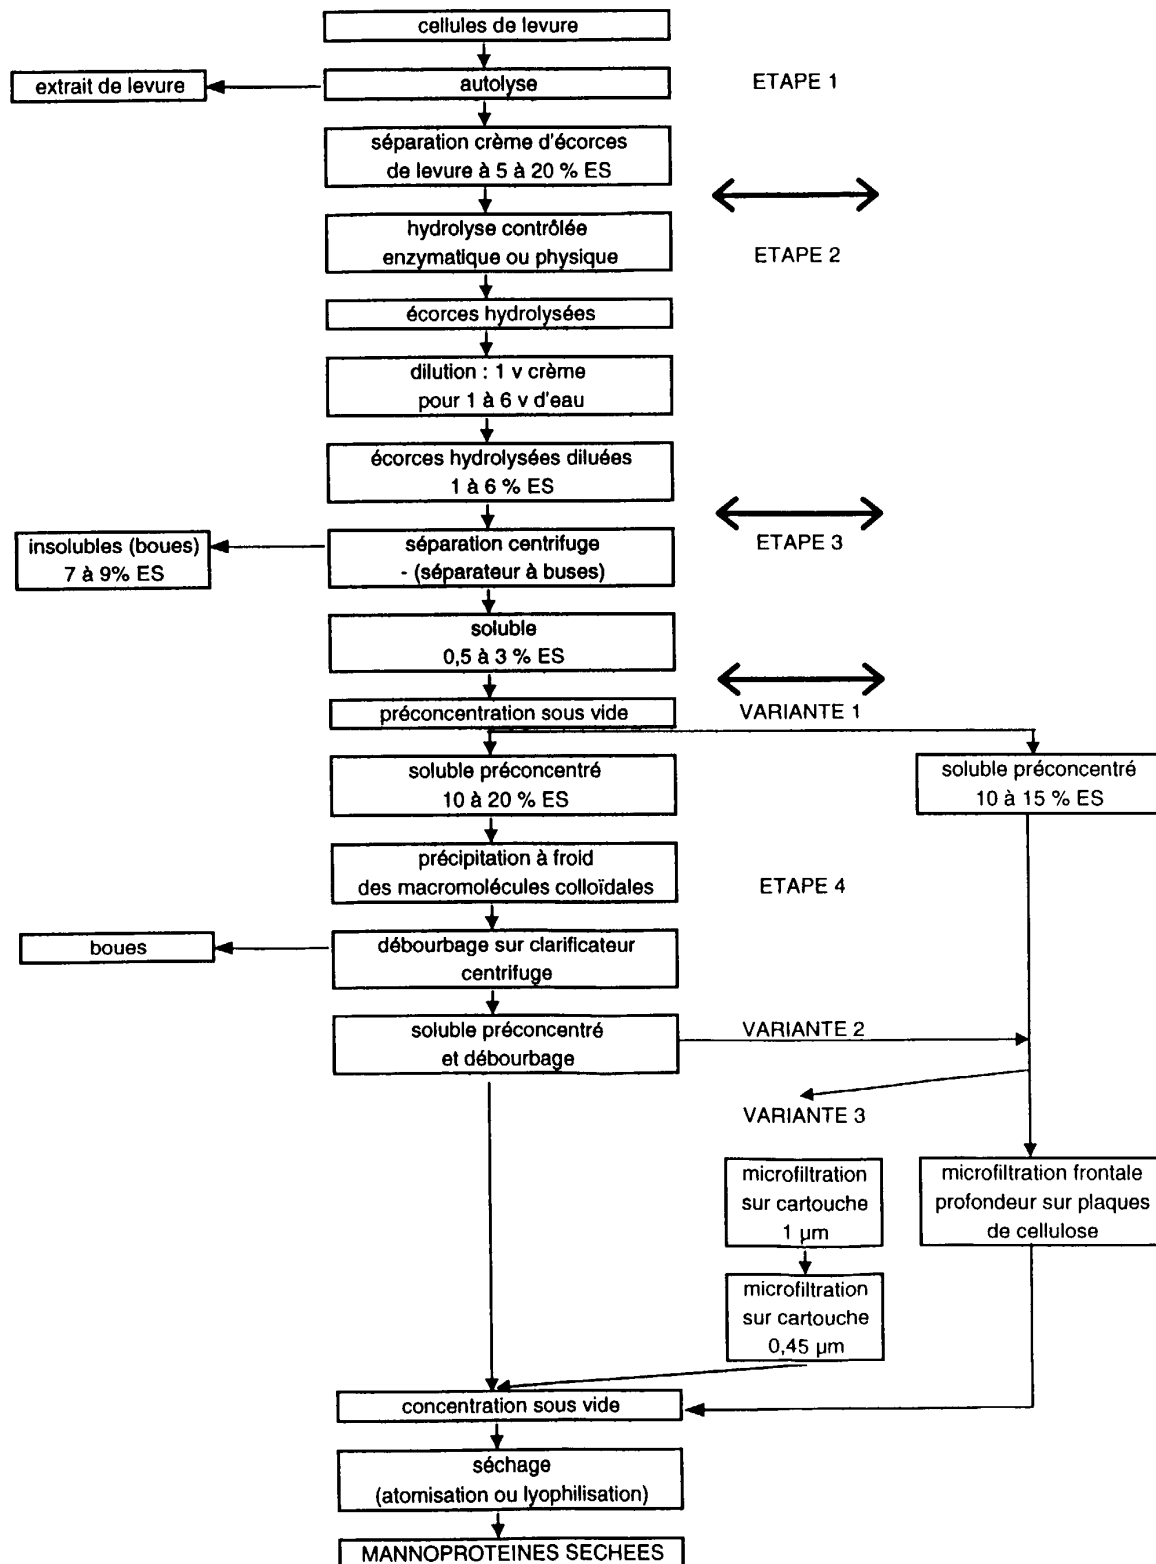 cellules de levure
extrait de levure
autolyse
ETAPE 1
séparation crème d'écorces
de levure à 5 à 20 % ES
hydrolyse contrôlée
enzymatique ou physique
ETAPE 2
écorces hydrolysées
dilution : 1 v crème
pour 1 à 6 v d'eau
écorces hydrolysées diluées
1 à 6 % ES
insolubles (boues)
7 à 9% ES
séparation centrifuge
- (séparateur à buses)
ETAPE 3
soluble
0,5 à 3 % ES
préconcentration sous vide
VARIANTE 1
soluble préconcentré
10 à 20 % ES
soluble préconcentré
10 à 15 % ES
précipitation à froid
des macromolécules colloïdales
ETAPE 4
boues
débourbage sur clarificateur
centrifuge
soluble préconcentré
et débourbage
VARIANTE 2
VARIANTE 3
microfiltration
sur cartouche
1 µm
microfiltration frontale
profondeur sur plaques
de cellulose
microfiltration
sur cartouche
0,45 µm
concentration sous vide
séchage
(atomisation ou lyophilisation)
MANNOPROTEINES SECHEES